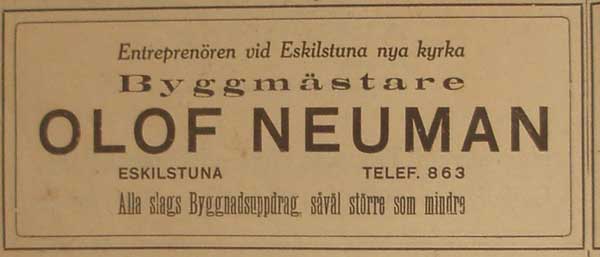 Entreprenören vid Eskilstuna nya kyrka
Byggmästare
OLOF NEUMAN
ESKILSTUNA TELEF. 863
Alla slags Byggnadsuppdrag, såväl större som mindre